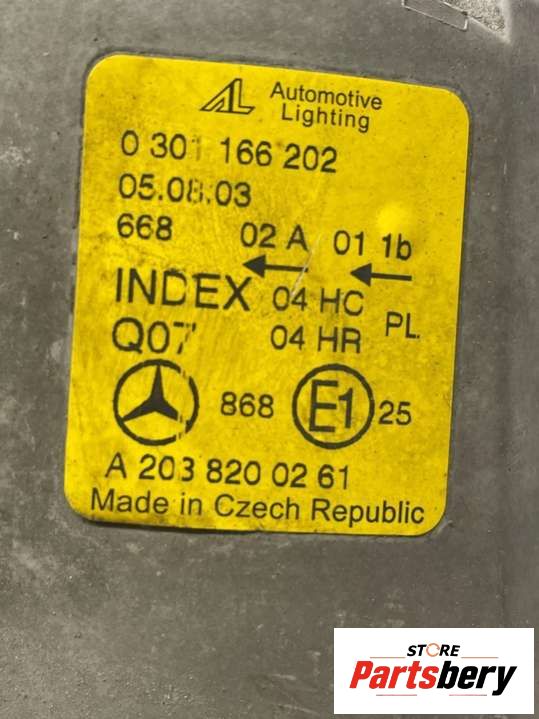 AL Automotive
Lighting
0 301 166 202
05.08.03
668 02 A 01 1b
INDEX 04 HC PL
Q07 04 HR
868 E1 25
A 203 820 02 61
Made in Czech Republic
STORE
Partsbery